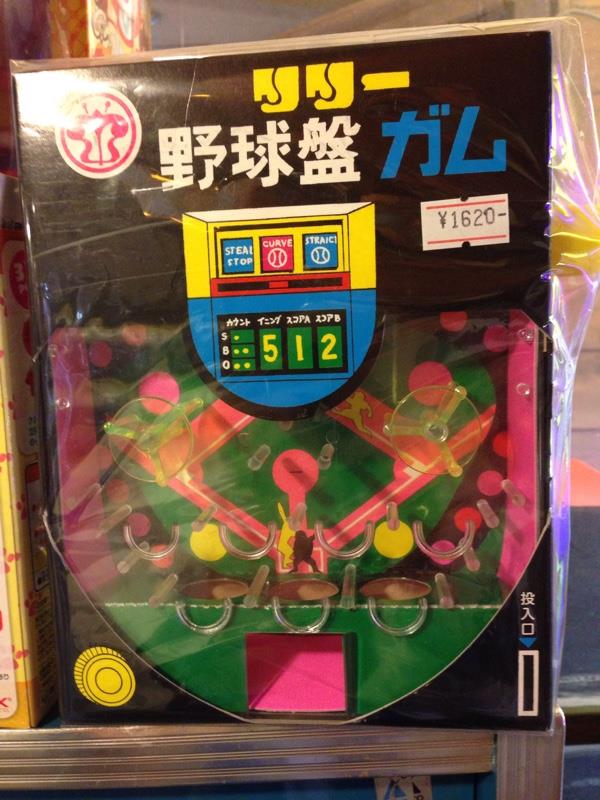 リリー
野球盤 ガム
¥1620-
STEAL STOP
CURVE
STRAIGT
カウント イニング スコアA スコアB
S
B
O
5 1 2
投入口